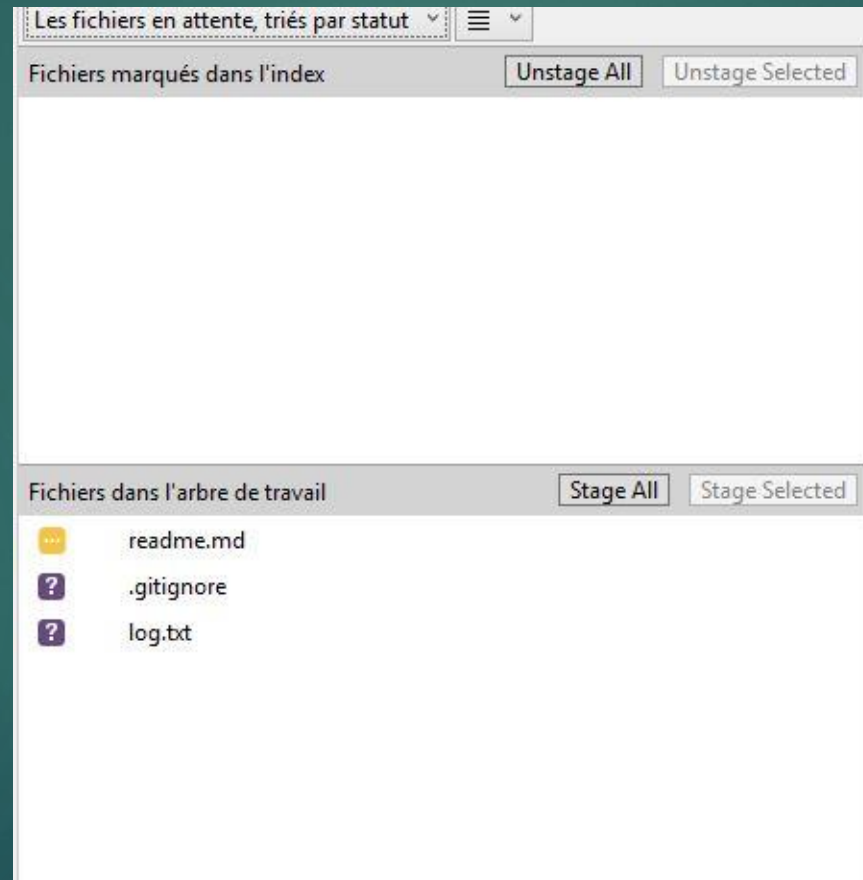 Les fichiers en attente, triés par statut
Fichiers marqués dans l'index Unstage All Unstage Selected
Fichiers dans l'arbre de travail Stage All Stage Selected
... readme.md
? .gitignore
? log.txt